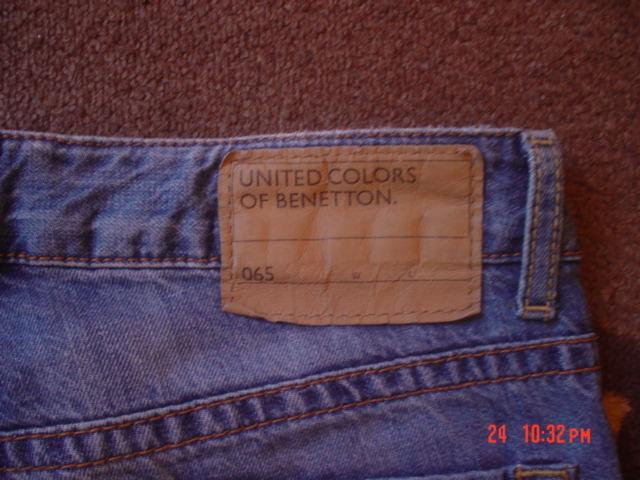 UNITED COLORS
OF BENETTON.
065 W L
24 10:32 PM